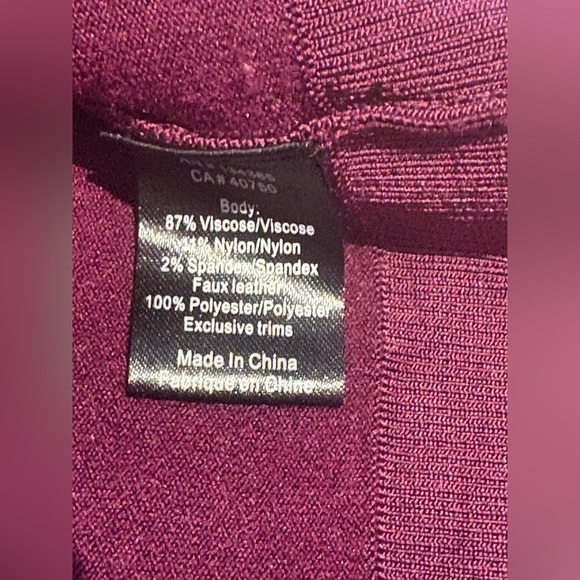 CA# 40750
Body:
87% Viscose/Viscose
11% Nylon/Nylon
2% Spandex/Spandex
Faux leather:
100% Polyester/Polyester
Exclusive trims
Made In China
Fabriqué en Chine